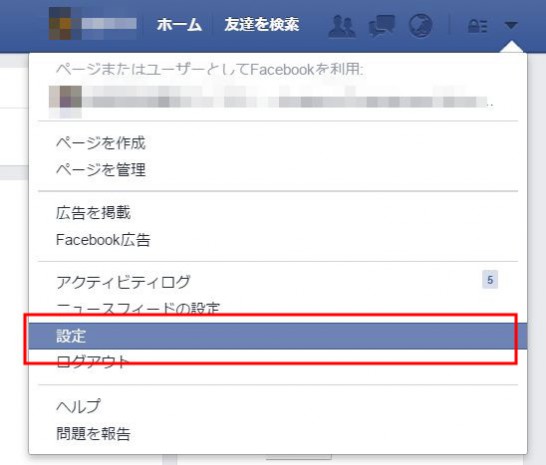 ホーム 友達を検索
ページまたはユーザーとしてFacebookを利用:
ページを作成
ページを管理
広告を掲載
Facebook広告
アクティビティログ 5
ニュースフィードの設定
設定
ログアウト
ヘルプ
問題を報告